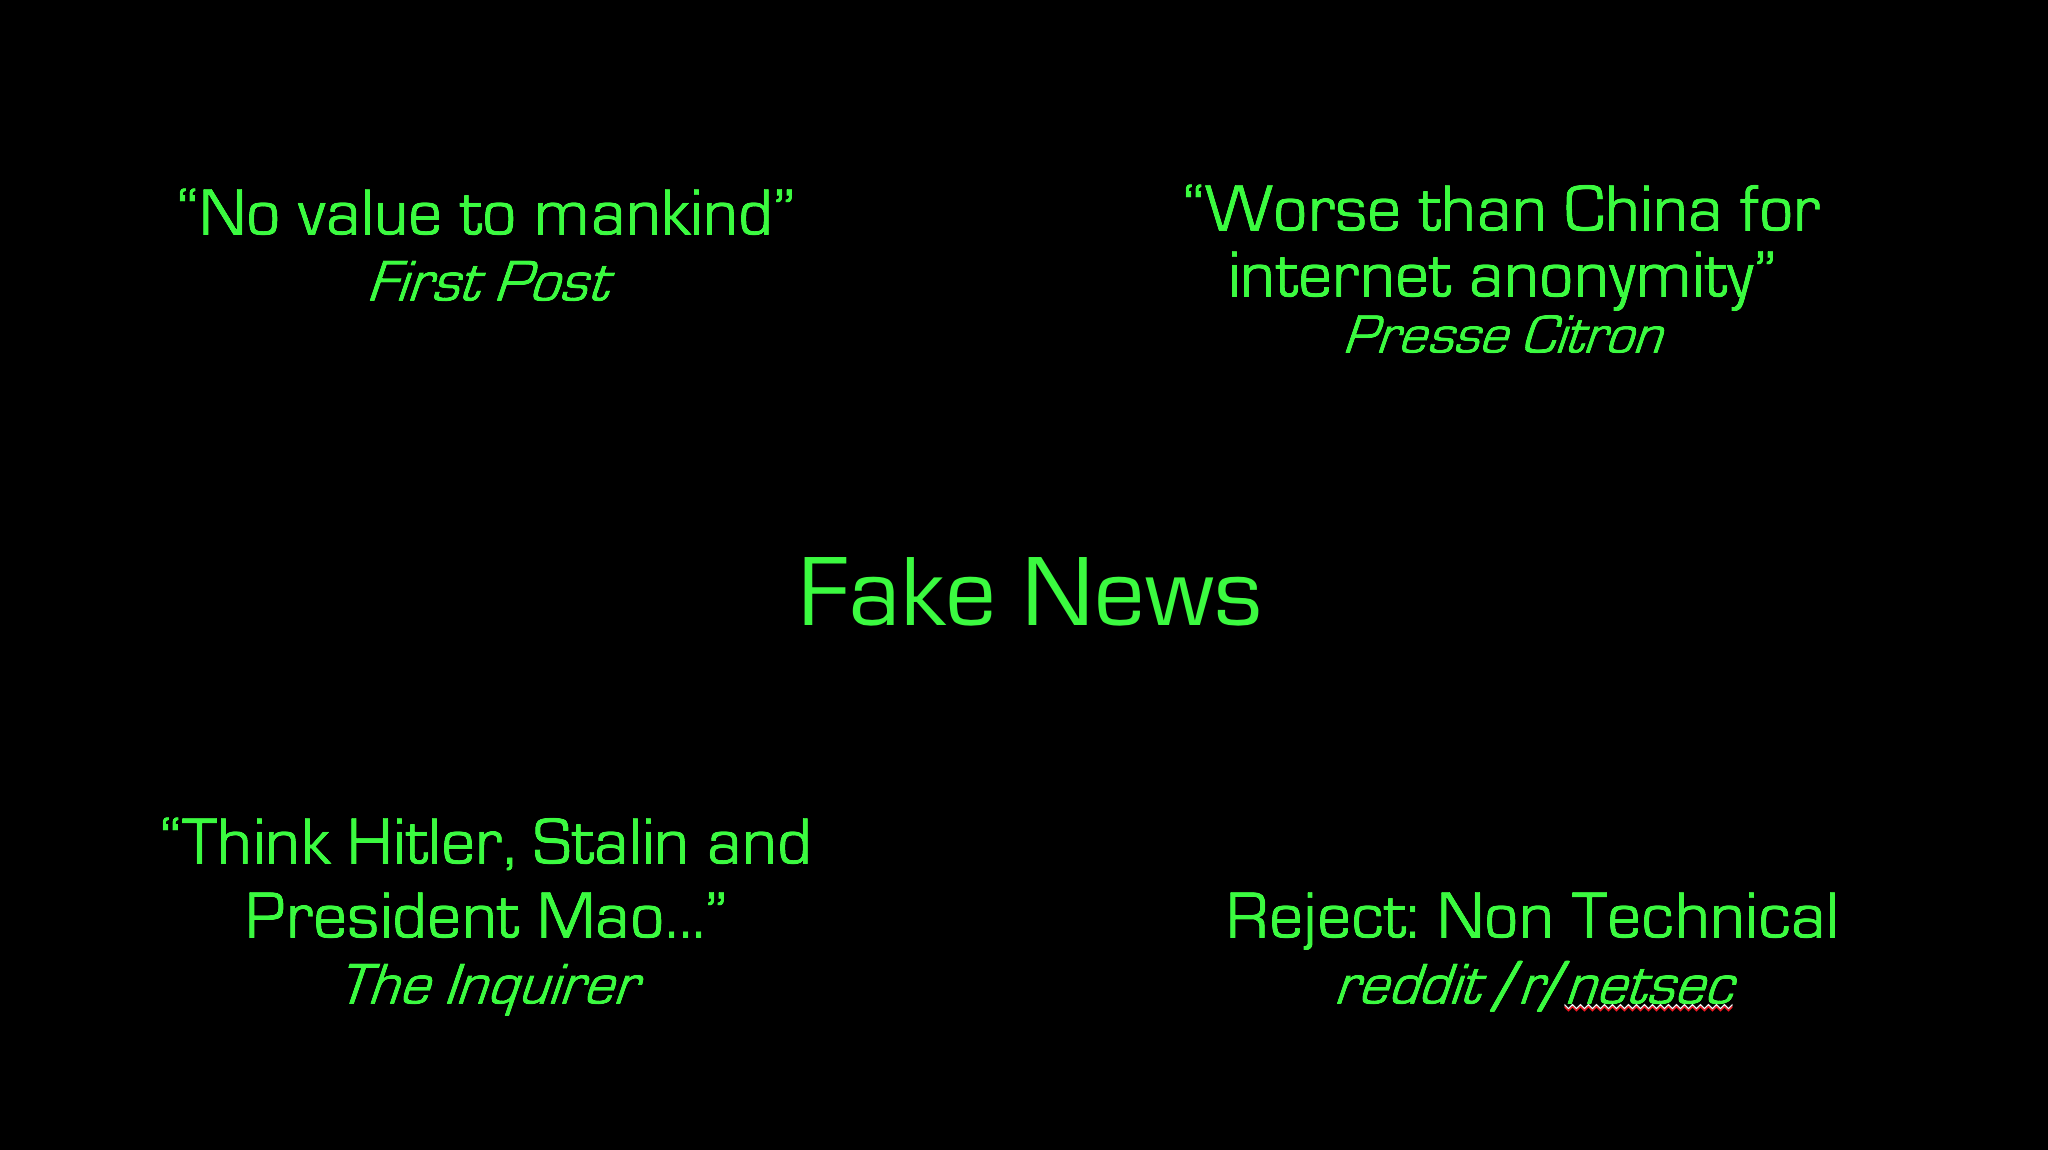 “No value to mankind”
First Post
“Worse than China for
internet anonymity”
Presse Citron
Fake News
“Think Hitler, Stalin and
President Mao...”
The Inquirer
Reject: Non Technical
reddit /r/netsec